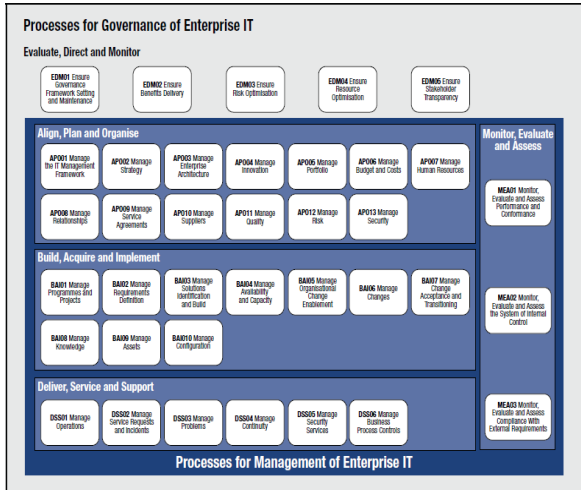 Processes for Governance of Enterprise IT
Evaluate, Direct and Monitor
EDM01 Ensure
Governance
Framework Setting
and Maintenance
EDM02 Ensure
Benefits Delivery
EDM03 Ensure
Risk Optimisation
EDM04 Ensure
Resource
Optimisation
EDM05 Ensure
Stakeholder
Transparency
Align, Plan and Organise
APO01 Manage
the IT Management
Framework
APO02 Manage
Strategy
APO03 Manage
Enterprise
Architecture
APO04 Manage
Innovation
APO05 Manage
Portfolio
APO06 Manage
Budget and Costs
APO07 Manage
Human Resources
APO08 Manage
Relationships
APO09 Manage
Service
Agreements
APO10 Manage
Suppliers
APO11 Manage
Quality
APO12 Manage
Risk
APO13 Manage
Security
Build, Acquire and Implement
BAI01 Manage
Programmes and
Projects
BAI02 Manage
Requirements
Definition
BAI03 Manage
Solutions
Identification
and Build
BAI04 Manage
Availability
and Capacity
BAI05 Manage
Organisational
Change
Enablement
BAI06 Manage
Changes
BAI07 Manage
Change
Acceptance and
Transitioning
BAI08 Manage
Knowledge
BAI09 Manage
Assets
BAI010 Manage
Configuration
Deliver, Service and Support
DSS01 Manage
Operations
DSS02 Manage
Service Requests
and Incidents
DSS03 Manage
Problems
DSS04 Manage
Continuity
DSS05 Manage
Security
Services
DSS06 Manage
Business
Process Controls
Monitor, Evaluate
and Assess
MEA01 Monitor,
Evaluate and Assess
Performance and
Conformance
MEA02 Monitor,
Evaluate and Assess
the System of Internal
Control
MEA03 Monitor,
Evaluate and Assess
Compliance With
External Requirements
Processes for Management of Enterprise IT